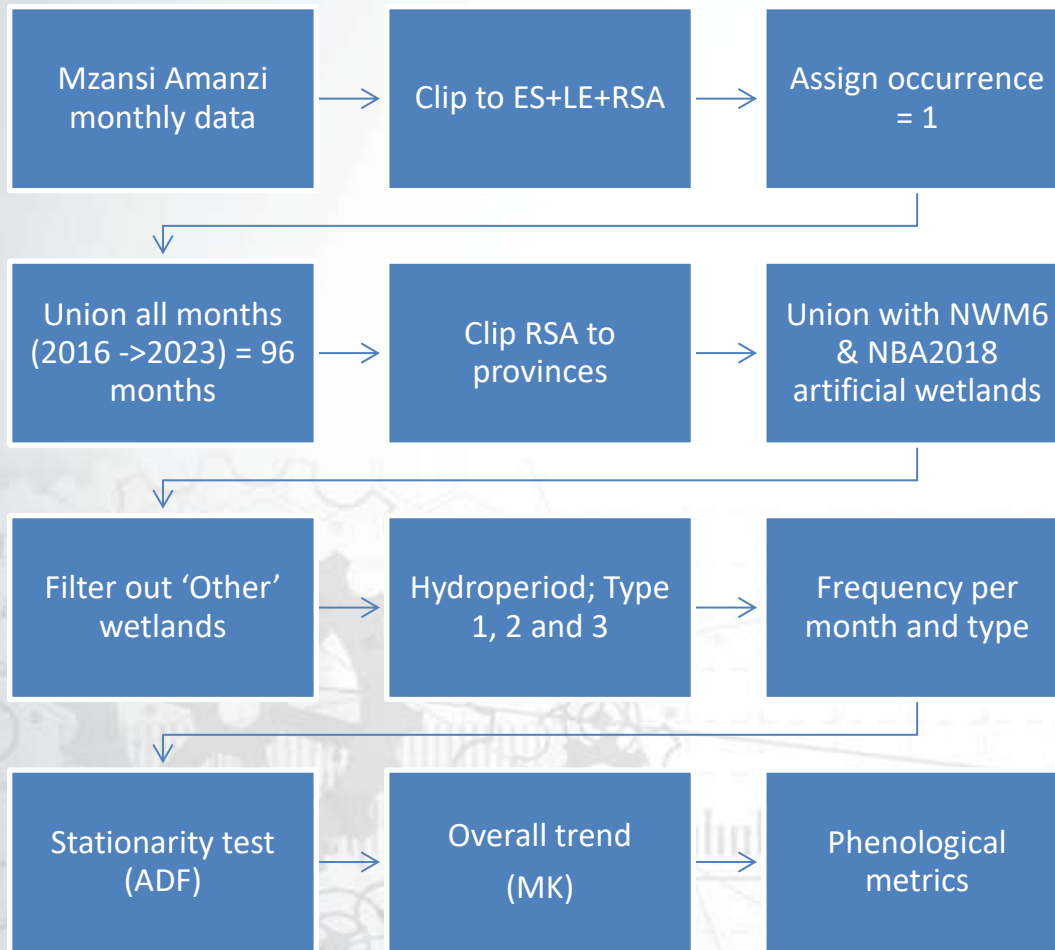 Mzansi Amanzi
monthly data
Clip to ES+LE+RSA
Assign occurrence
= 1
Union all months
(2016 ->2023) = 96
months
Clip RSA to
provinces
Union with NWM6
& NBA2018
artificial wetlands
Filter out ‘Other’
wetlands
Hydroperiod; Type
1, 2 and 3
Frequency per
month and type
Stationarity test
(ADF)
Overall trend
(MK)
Phenological
metrics